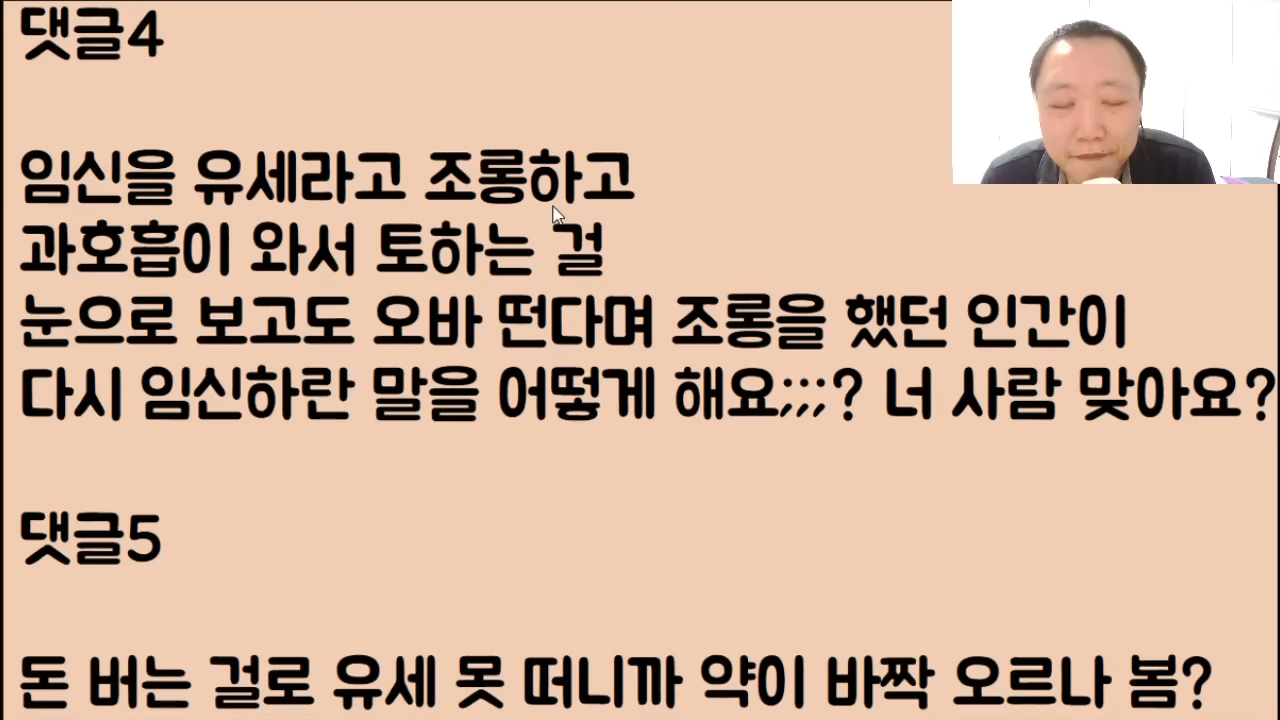 댓글4
임신을 유세라고 조롱하고
과호흡이 와서 토하는 걸
눈으로 보고도 오바 떤다며 조롱을 했던 인간이
다시 임신하란 말을 어떻게 해요;;;? 너 사람 맞아요?
댓글5
돈 버는 걸로 유세 못 떠니까 약이 바짝 오르나 봄?